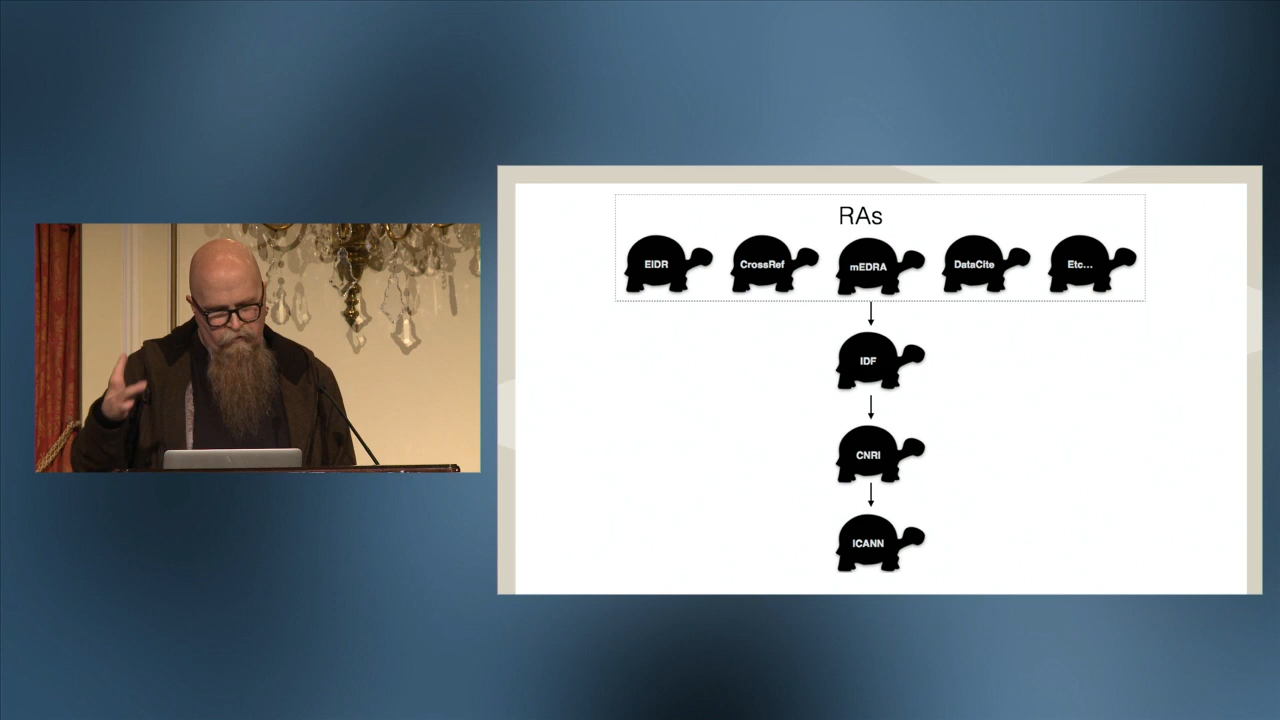 RAs
EIDR CrossRef mEDRA DataCite Etc...
IDF
CNRI
ICANN